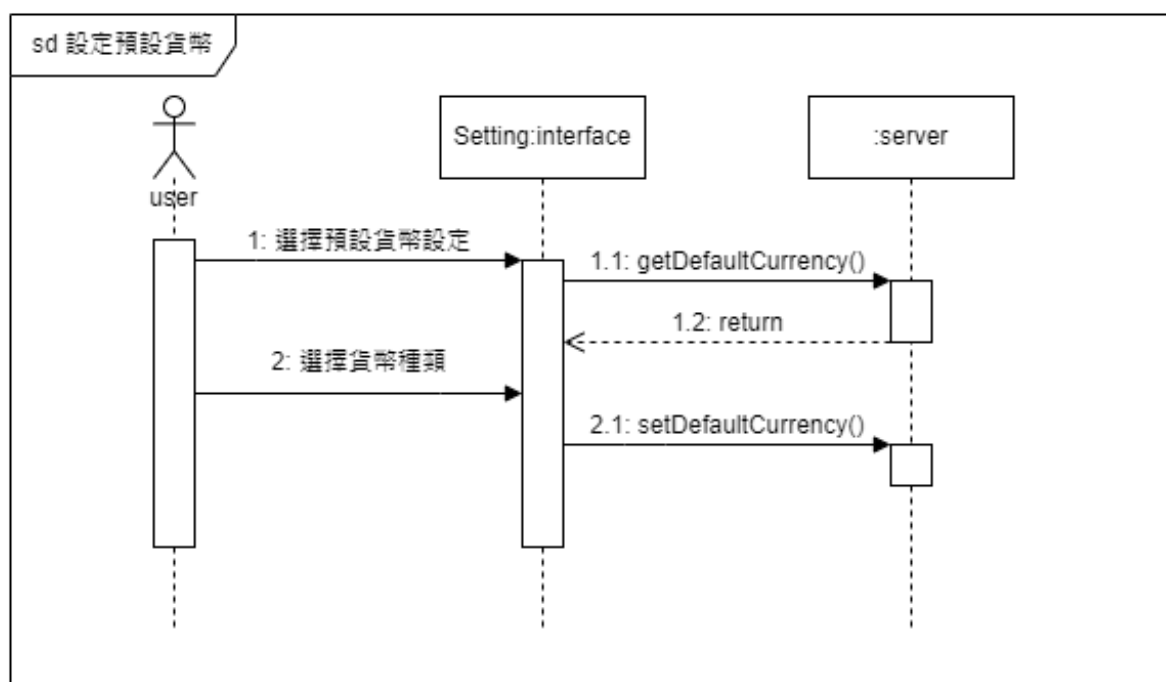 sd 設定預設貨幣
user
Setting:interface
:server
1: 選擇預設貨幣設定
1.1: getDefaultCurrency()
1.2: return
2: 選擇貨幣種類
2.1: setDefaultCurrency()